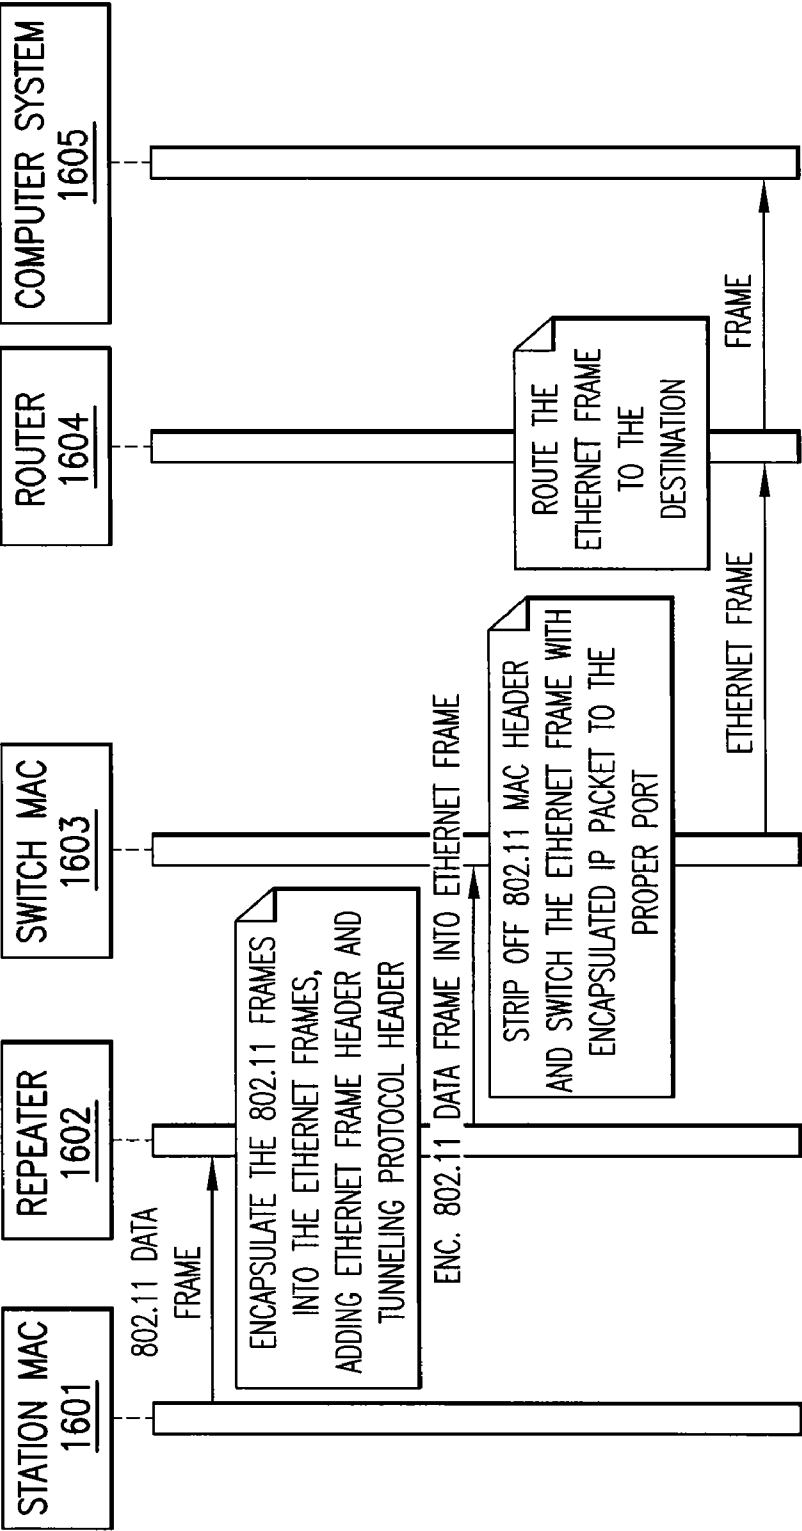 STATION MAC
1601
REPEATER
1602
SWITCH MAC
1603
ROUTER
1604
COMPUTER SYSTEM
1605
802.11 DATA
FRAME
ENCAPSULATE THE 802.11 FRAMES
INTO THE ETHERNET FRAMES,
ADDING ETHERNET FRAME HEADER AND
TUNNELING PROTOCOL HEADER
ENC. 802.11 DATA FRAME INTO ETHERNET FRAME
STRIP OFF 802.11 MAC HEADER
AND SWITCH THE ETHERNET FRAME WITH
ENCAPSULATED IP PACKET TO THE
PROPER PORT
ROUTE THE
ETHERNET FRAME
TO THE
DESTINATION
ETHERNET FRAME
FRAME